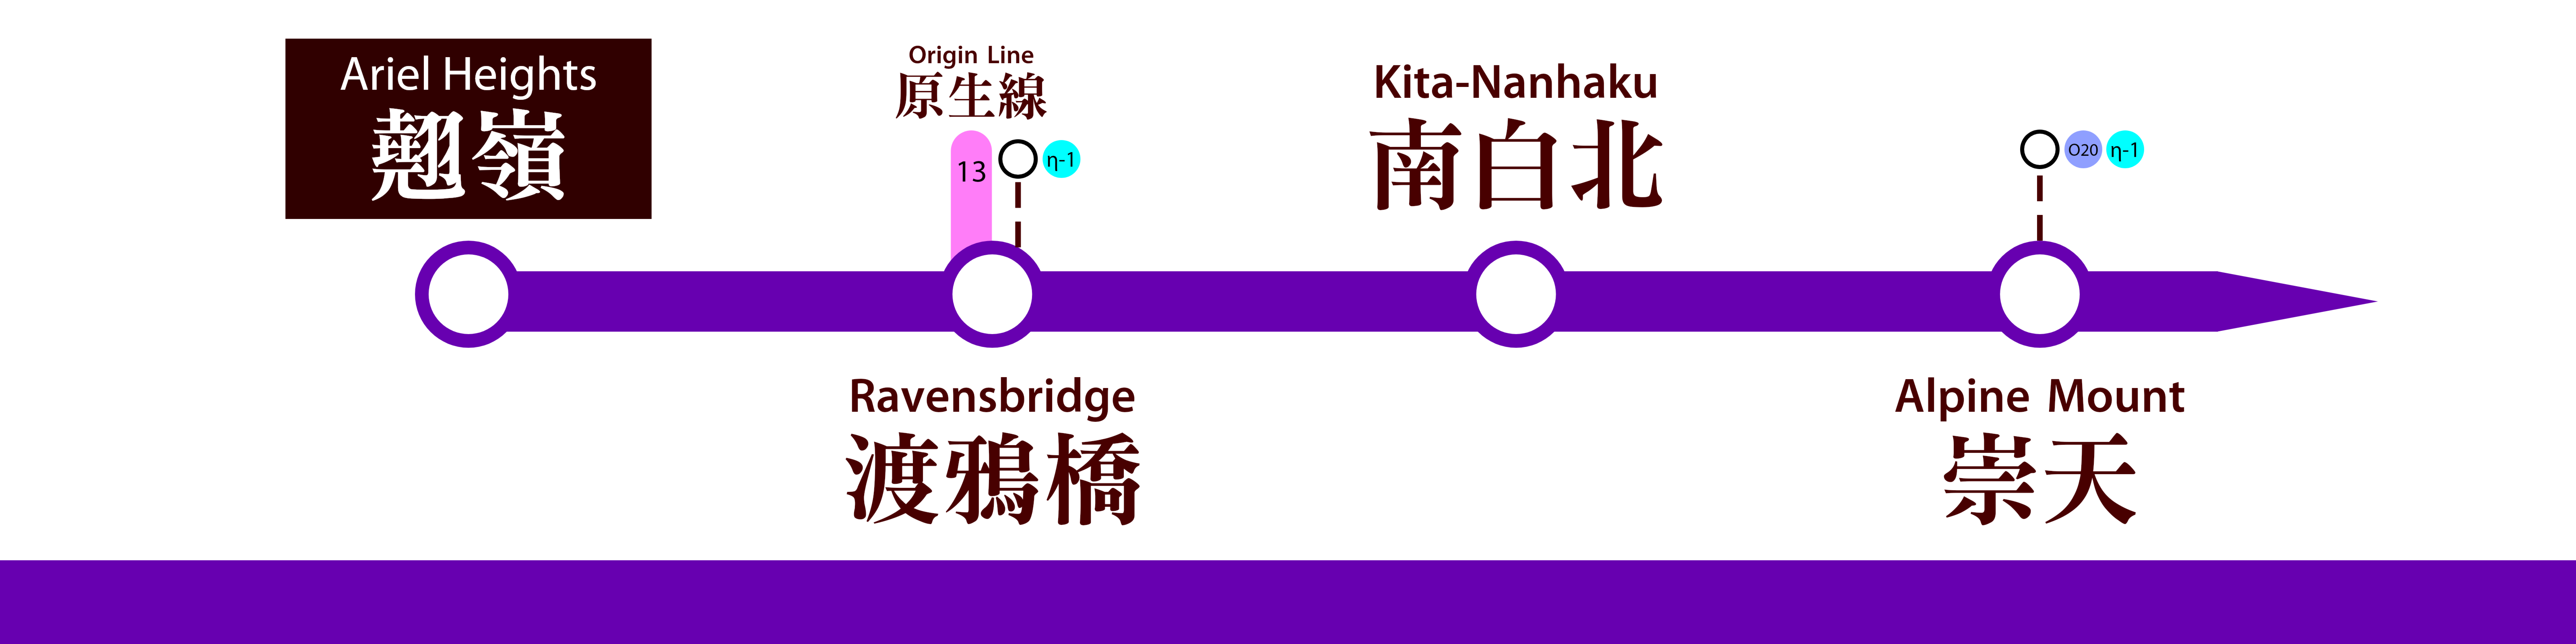 Ariel Heights
翹嶺
Origin Line
原生線
13
η-1
Ravensbridge
渡鴉橋
Kita-Nanhaku
南白北
O20
η-1
Alpine Mount
崇天